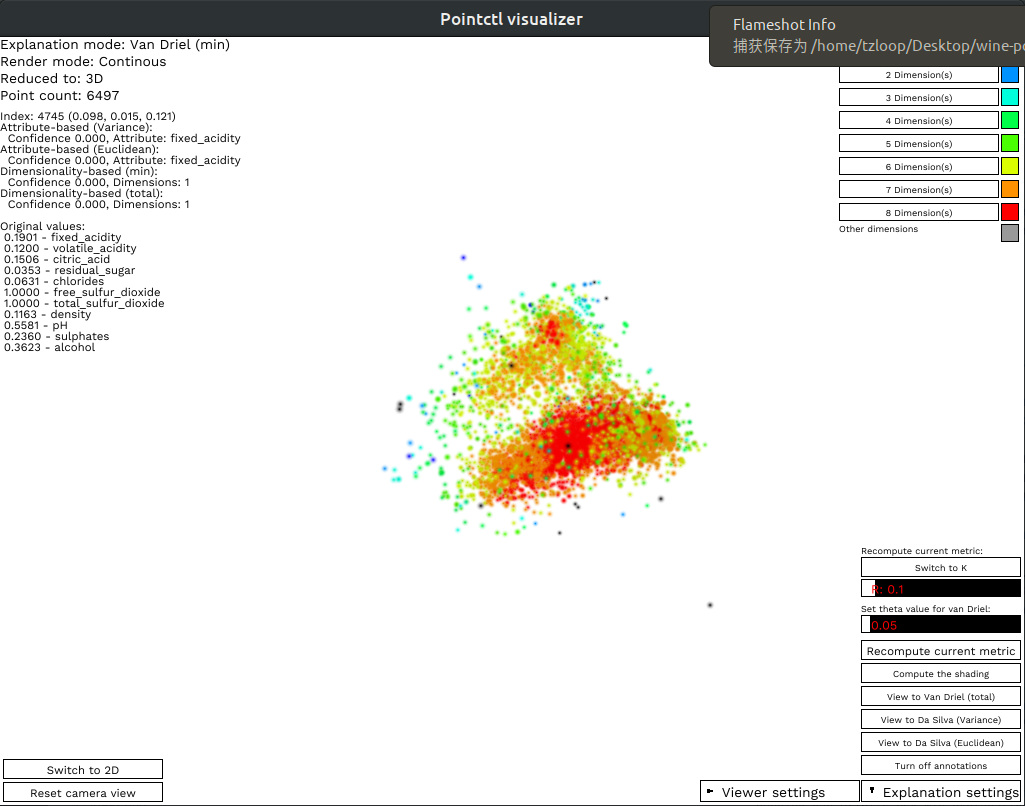 Pointctl visualizer
Flameshot Info
捕获保存为 /home/tzloop/Desktop/wine-p
Explanation mode: Van Driel (min)
Render mode: Continous
Reduced to: 3D
Point count: 6497
Index: 4745 (0.098, 0.015, 0.121)
Attribute-based (Variance):
Confidence 0.000, Attribute: fixed_acidity
Attribute-based (Euclidean):
Confidence 0.000, Attribute: fixed_acidity
Dimensionality-based (min):
Confidence 0.000, Dimensions: 1
Dimensionality-based (total):
Confidence 0.000, Dimensions: 1
Original values:
0.1901 - fixed_acidity
0.1200 - volatile_acidity
0.1506 - citric_acid
0.0353 - residual_sugar
0.0631 - chlorides
1.0000 - free_sulfur_dioxide
1.0000 - total_sulfur_dioxide
0.1163 - density
0.5581 - pH
0.2360 - sulphates
0.3623 - alcohol
2 Dimension(s)
3 Dimension(s)
4 Dimension(s)
5 Dimension(s)
6 Dimension(s)
7 Dimension(s)
8 Dimension(s)
Other dimensions
Recompute current metric:
Switch to K
R: 0.1
Set theta value for van Driel:
0.05
Recompute current metric
Compute the shading
View to Van Driel (total)
View to Da Silva (Variance)
View to Da Silva (Euclidean)
Turn off annotations
Switch to 2D
Reset camera view
Viewer settings
Explanation settings